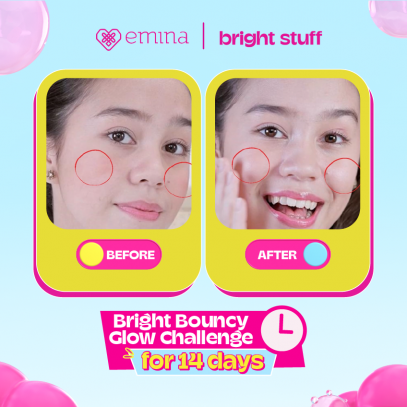 emina | bright stuff
BEFORE
AFTER
Bright Bouncy
Glow Challenge
for 14 days